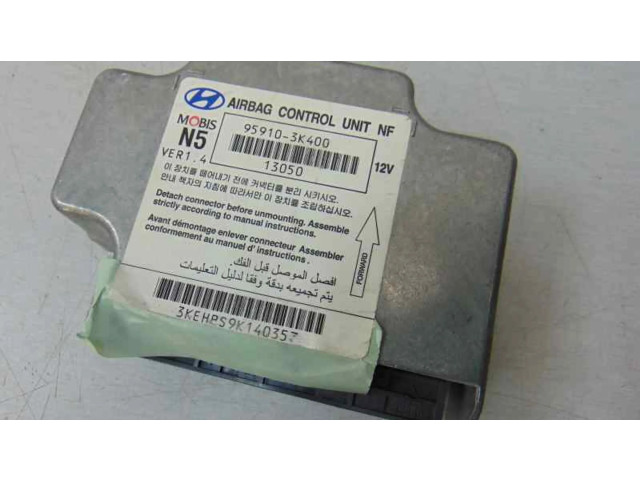 AIRBAG CONTROL UNIT NF
MOBIS
N5
VER1.4
95910-3K400
13050
12V
이 장치를 떼어내기 전에 커넥터를 분리 시키시오.
안내 책자의 지침에 따라서만 이 장치를 조립하십시오.
Detach connector before unmounting. Assemble
strictly according to manual instructions.
Avant démontage enlever connecteur Assembler
conformement au manuel d' instructions.
افصل الموصل قبل الفك.
يتم تجميعه بدقة وفقا لدليل التعليمات
FORWARD
3KEHPS9K140357